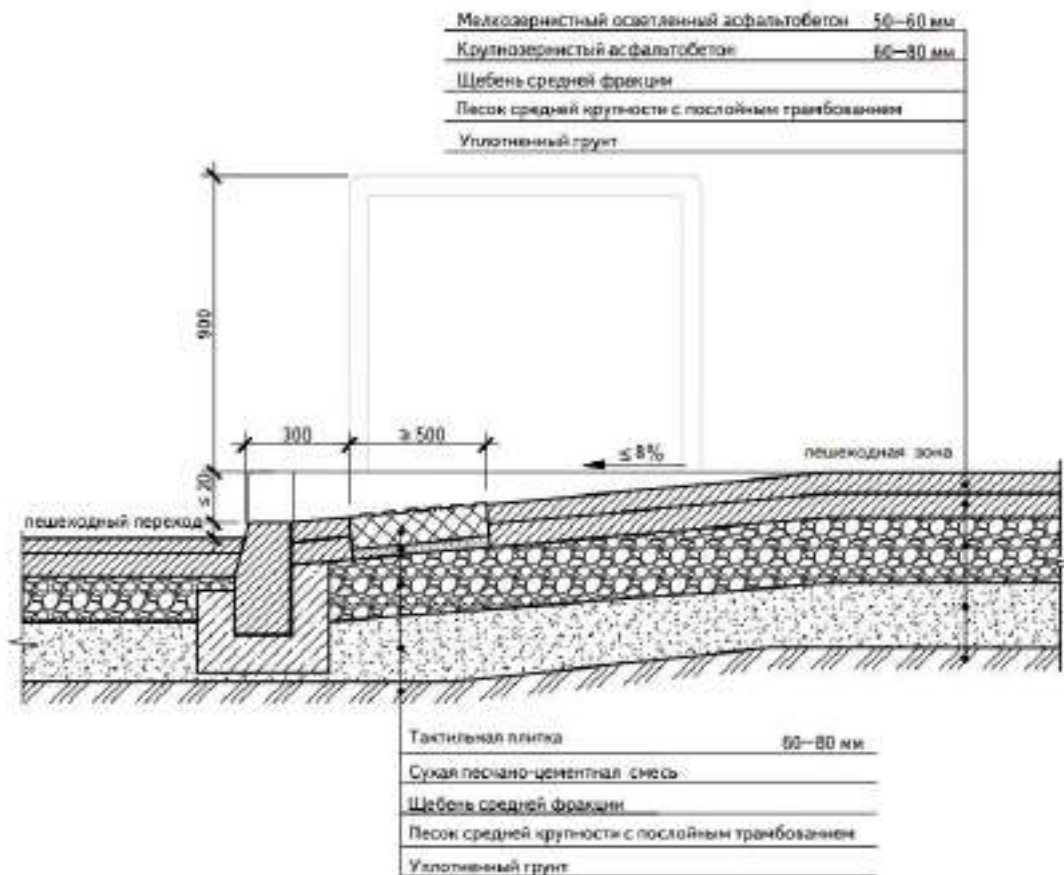 Мелкозернистый осветленный асфальтобетон 50—60 мм
Крупнозернистый асфальтобетон 60—80 мм
Щебень средней фракции
Песок средней крупности с послойным трамбованием
Уплотненный грунт
900
300 ≥ 500
≤ 8% пешеходная зона
≤ 20
пешеходный переход
Тактильная плитка 60—80 мм
Сухая песчано-цементная смесь
Щебень средней фракции
Песок средней крупности с послойным трамбованием
Уплотненный грунт